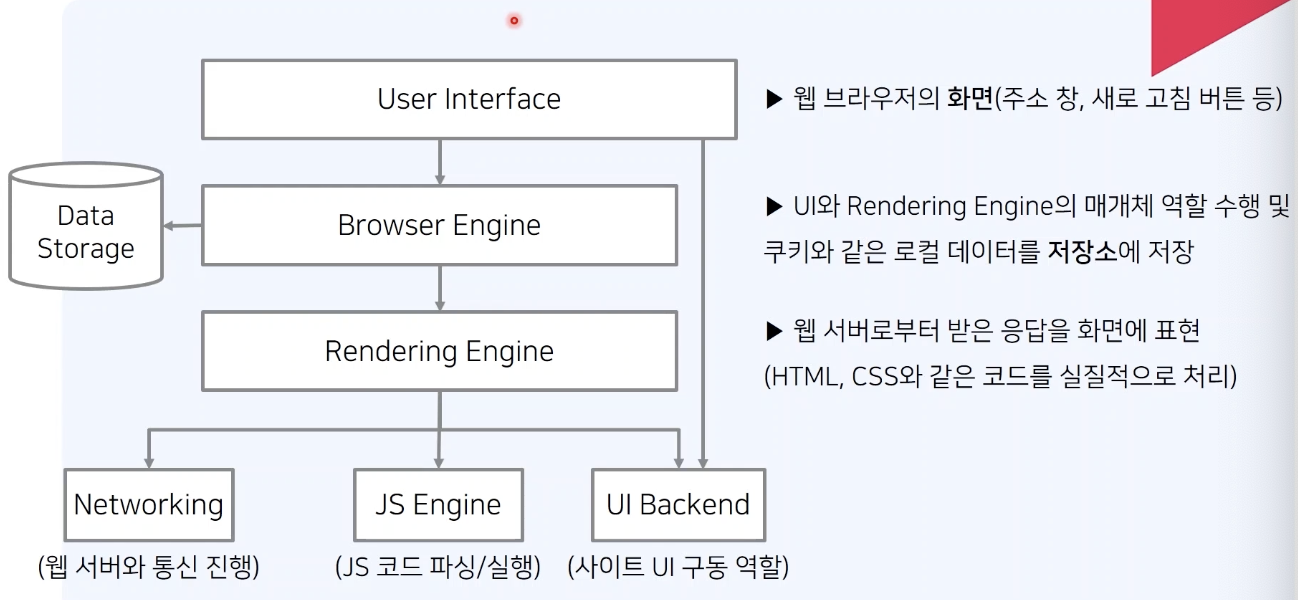 User Interface
▶ 웹 브라우저의 화면(주소 창, 새로 고침 버튼 등)
Data
Storage
Browser Engine
▶ UI와 Rendering Engine의 매개체 역할 수행 및
쿠키와 같은 로컬 데이터를 저장소에 저장
Rendering Engine
▶ 웹 서버로부터 받은 응답을 화면에 표현
(HTML, CSS와 같은 코드를 실질적으로 처리)
Networking
(웹 서버와 통신 진행)
JS Engine
(JS 코드 파싱/실행)
UI Backend
(사이트 UI 구동 역할)